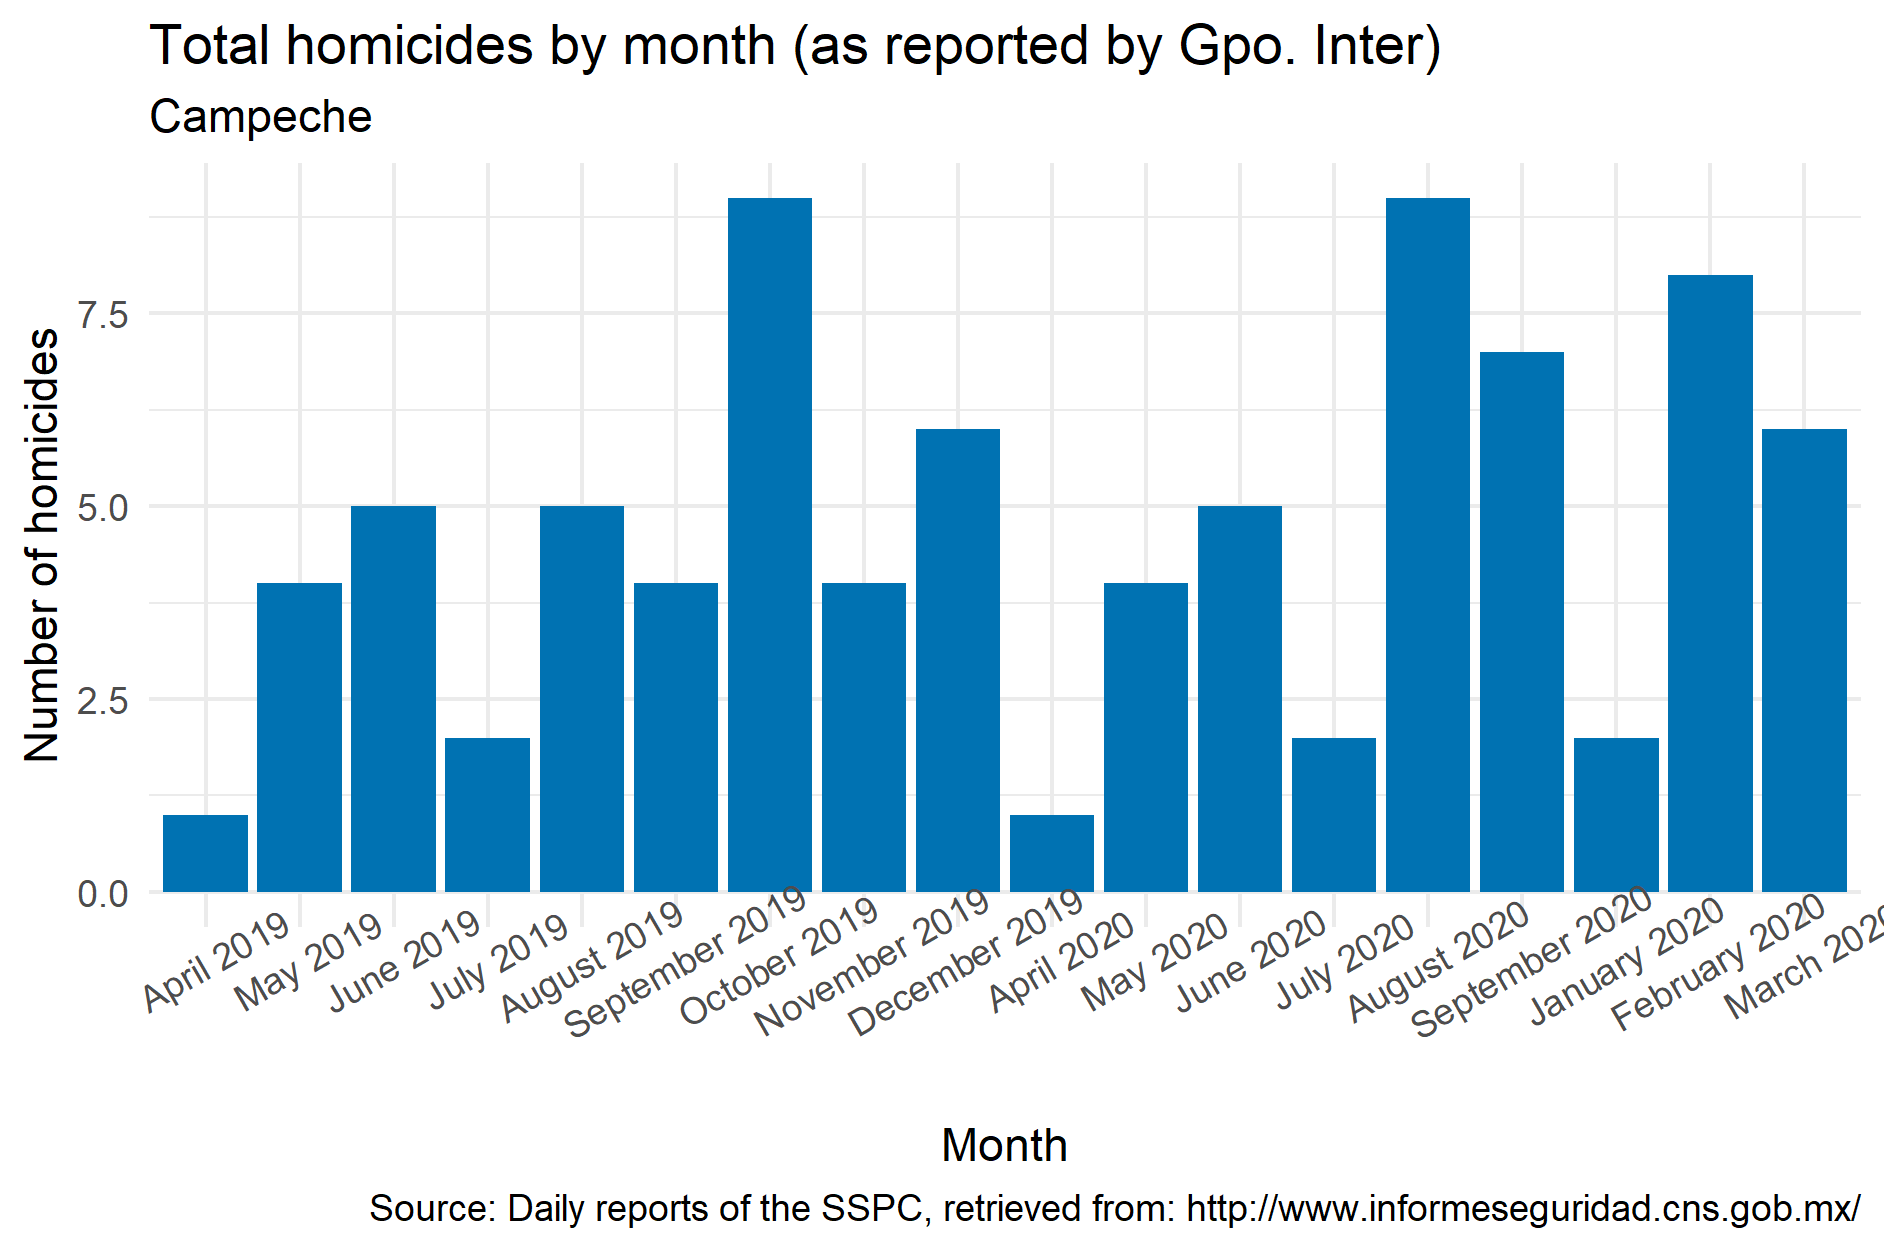 Total homicides by month (as reported by Gpo. Inter)
Campeche
Number of homicides
7.5
5.0
2.5
0.0
April 2019
May 2019
June 2019
July 2019
August 2019
September 2019
October 2019
November 2019
December 2019
April 2020
May 2020
June 2020
July 2020
August 2020
September 2020
January 2020
February 2020
March 2020
Month
Source: Daily reports of the SSPC, retrieved from: http://www.informeseguridad.cns.gob.mx/